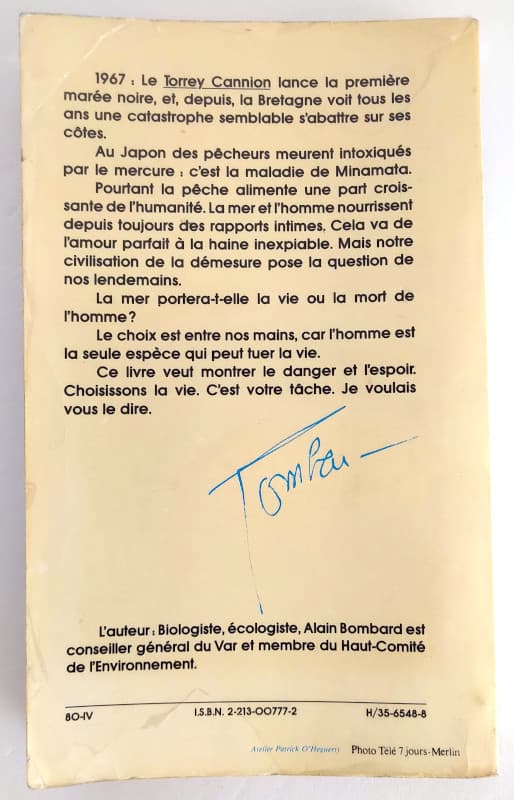 1967 : Le Torrey Cannion lance la première
marée noire, et, depuis, la Bretagne voit tous les
ans une catastrophe semblable s'abattre sur ses
côtes.
Au Japon des pêcheurs meurent intoxiqués
par le mercure : c'est la maladie de Minamata.
Pourtant la pêche alimente une part crois-
sante de l'humanité. La mer et l'homme nourrissent
depuis toujours des rapports intimes. Cela va de
l'amour parfait à la haine inexpiable. Mais notre
civilisation de la démesure pose la question de
nos lendemains.
La mer portera-t-elle la vie ou la mort de
l'homme?
Le choix est entre nos mains, car l'homme est
la seule espèce qui peut tuer la vie.
Ce livre veut montrer le danger et l'espoir.
Choisissons la vie. C'est votre tâche. Je voulais
vous le dire.
L'auteur : Biologiste, écologiste, Alain Bombard est
conseiller général du Var et membre du Haut-Comité
de l'Environnement.
80-IV I.S.B.N. 2-213-00777-2 H/35-6548-8
Atelier Patrick O'Heguerty Photo Télé 7 jours-Merlin